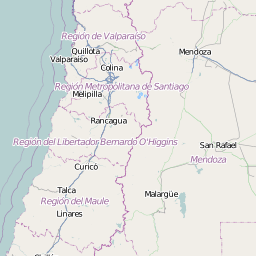 Región de Valparaíso
Quillota
Valparaíso
Mendoza
Colina
Región Metropolitana de Santiago
Melipilla
Rancagua
Región del Libertador Bernardo O'Higgins
San Rafael
Mendoza
Curicó
Talca
Malargüe
Región del Maule
Linares